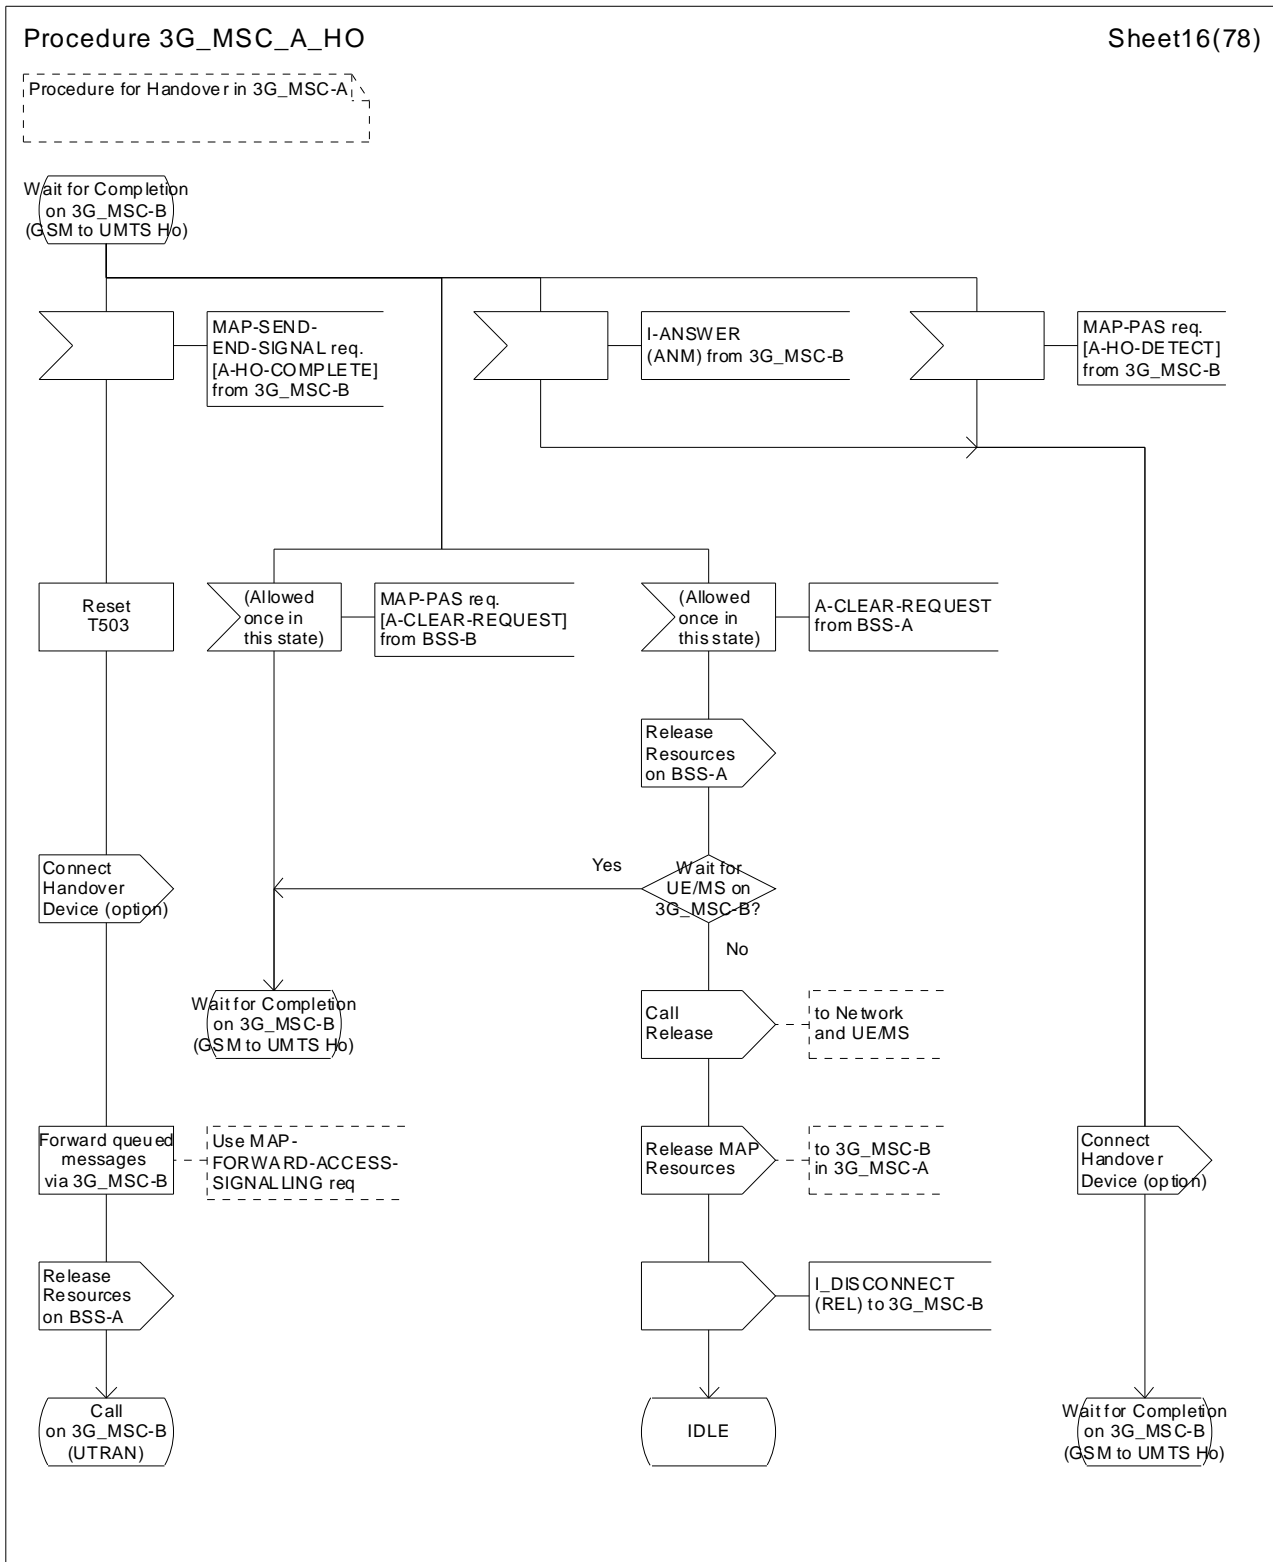 Procedure 3G_MSC_A_HO
Sheet16(78)
Procedure for Handover in 3G_MSC-A
Wait for Completion
on 3G_MSC-B
(GSM to UMTS Ho)
MAP-SEND-
END-SIGNAL req.
[A-HO-COMPLETE]
from 3G_MSC-B
I-ANSWER
(ANM) from 3G_MSC-B
MAP-PAS req.
[A-HO-DETECT]
from 3G_MSC-B
Reset
T503
(Allowed
once in
this state)
MAP-PAS req.
[A-CLEAR-REQUEST]
from BSS-B
(Allowed
once in
this state)
A-CLEAR-REQUEST
from BSS-A
Release
Resources
on BSS-A
Connect
Handover
Device (option)
Yes
Wait for
UE/MS on
3G_MSC-B?
No
Wait for Completion
on 3G_MSC-B
(GSM to UMTS Ho)
Call
Release
to Network
and UE/MS
Forward queued
messages
via 3G_MSC-B
Use MAP-
FORWARD-ACCESS-
SIGNALLING req
Release MAP
Resources
to 3G_MSC-B
in 3G_MSC-A
Connect
Handover
Device (option)
Release
Resources
on BSS-A
I_DISCONNECT
(REL) to 3G_MSC-B
Call
on 3G_MSC-B
(UTRAN)
IDLE
Wait for Completion
on 3G_MSC-B
(GSM to UMTS Ho)